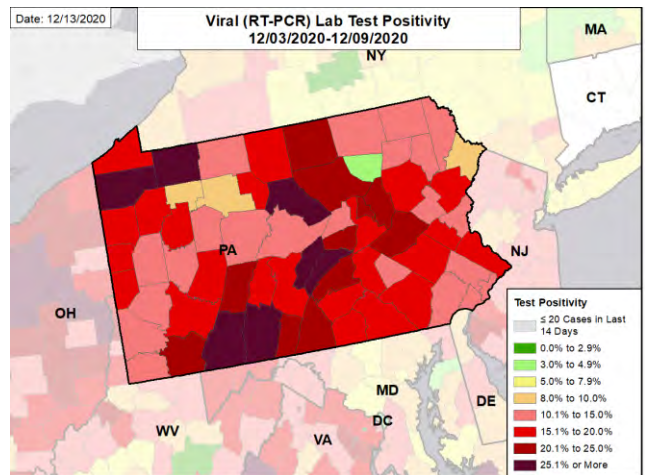 Date: 12/13/2020
Viral (RT-PCR) Lab Test Positivity
12/03/2020-12/09/2020
MA
NY
CT
PA
NJ
OH
MD
DE
WV
DC
VA
Test Positivity
≤ 20 Cases in Last
14 Days
0.0% to 2.9%
3.0% to 4.9%
5.0% to 7.9%
8.0% to 10.0%
10.1% to 15.0%
15.1% to 20.0%
20.1% to 25.0%
25.1% or More